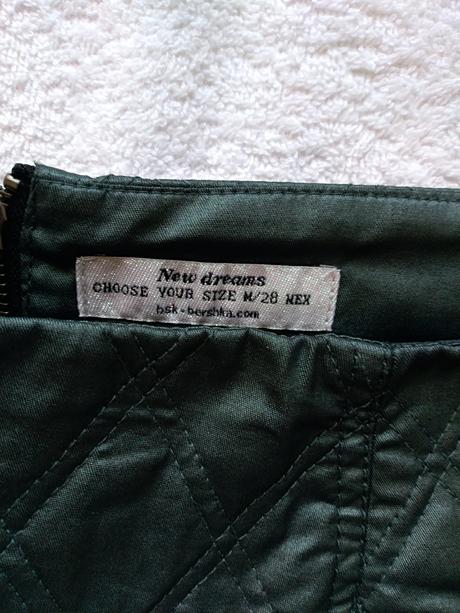 New dreams
CHOOSE YOUR SIZE M/28 MEX
bsk-bershka.com